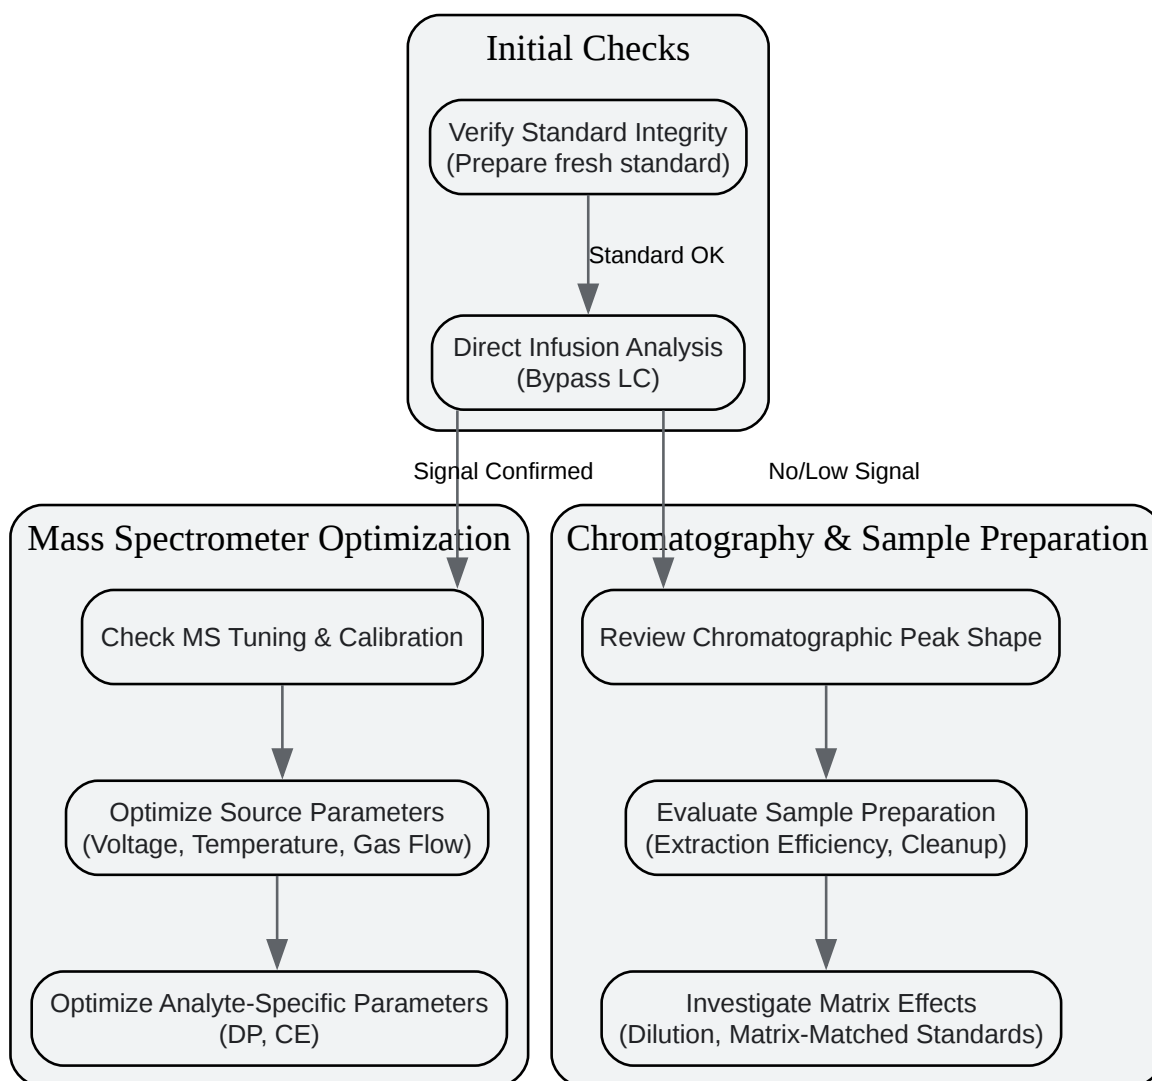 Initial Checks
Verify Standard Integrity
(Prepare fresh standard)
Standard OK
Direct Infusion Analysis
(Bypass LC)
Signal Confirmed
No/Low Signal
Mass Spectrometer Optimization
Check MS Tuning & Calibration
Optimize Source Parameters
(Voltage, Temperature, Gas Flow)
Optimize Analyte-Specific Parameters
(DP, CE)
Chromatography & Sample Preparation
Review Chromatographic Peak Shape
Evaluate Sample Preparation
(Extraction Efficiency, Cleanup)
Investigate Matrix Effects
(Dilution, Matrix-Matched Standards)